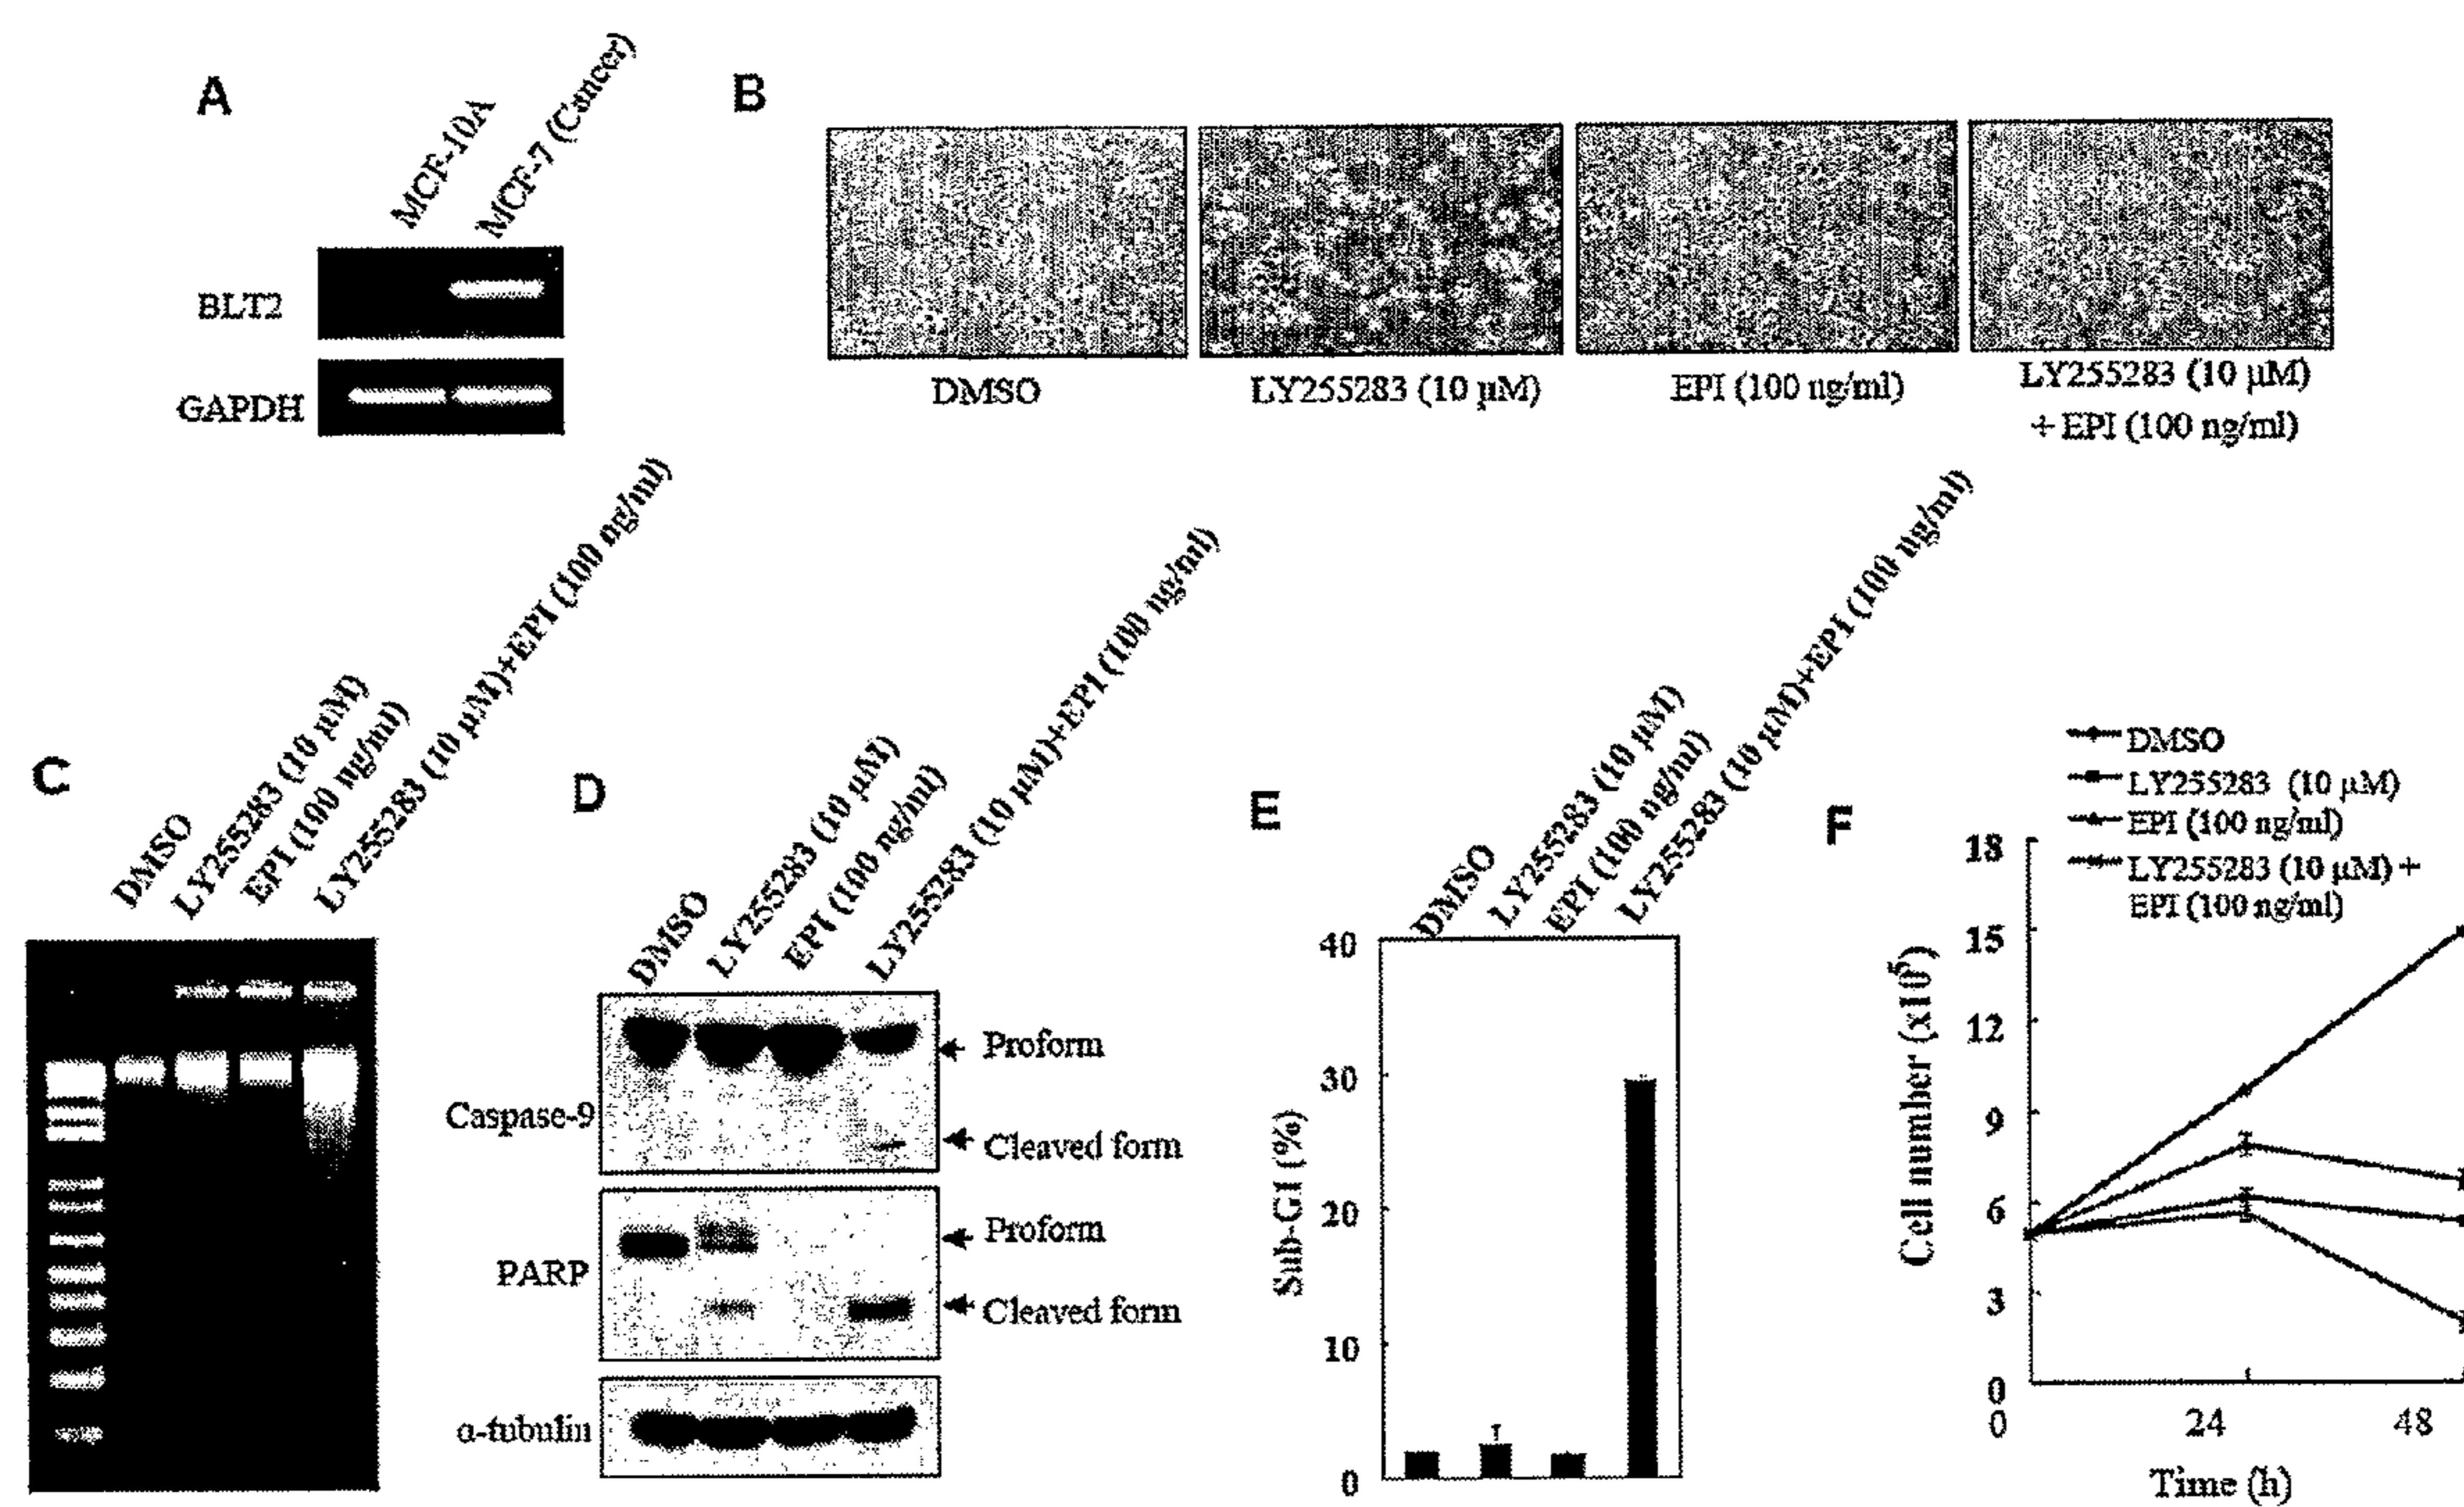 A
MCF-10A
MCF-7 (Cancer)
BLT2
GAPDH
B
DMSO
LY255283 (10 µM)
EPI (100 ng/ml)
LY255283 (10 µM)
+ EPI (100 ng/ml)
C
DMSO
LY255283 (10 µM)
EPI (100 ng/ml)
LY255283 (10 µM)+EPI (100 ng/ml)
D
DMSO
LY255283 (10 µM)
EPI (100 ng/ml)
LY255283 (10 µM)+EPI (100 ng/ml)
Caspase-9
Proform
Cleaved form
PARP
Proform
Cleaved form
α-tubulin
E
DMSO
LY255283 (10 µM)
EPI (100 ng/ml)
LY255283 (10 µM)+EPI (100 ng/ml)
Sub-G1 (%)
40
30
20
10
0
F
DMSO
LY255283 (10 µM)
EPI (100 ng/ml)
LY255283 (10 µM) +
EPI (100 ng/ml)
Cell number (x10⁵)
18
15
12
9
6
3
0
0 24 48
Time (h)